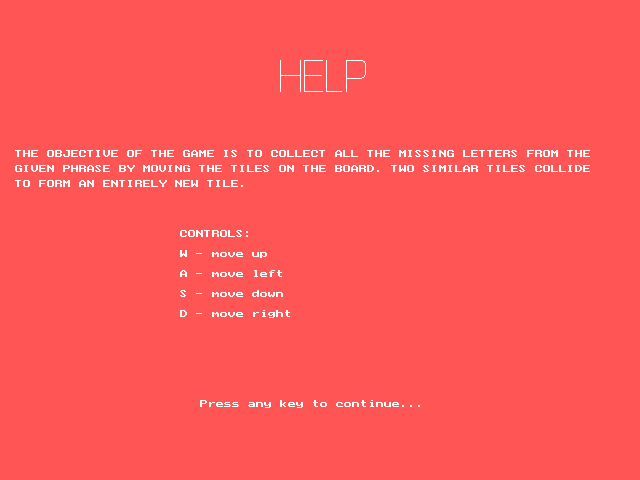 HELP
THE OBJECTIVE OF THE GAME IS TO COLLECT ALL THE MISSING LETTERS FROM THE
GIVEN PHRASE BY MOVING THE TILES ON THE BOARD. TWO SIMILAR TILES COLLIDE
TO FORM AN ENTIRELY NEW TILE.
CONTROLS:
W - move up
A - move left
S - move down
D - move right
Press any key to continue...